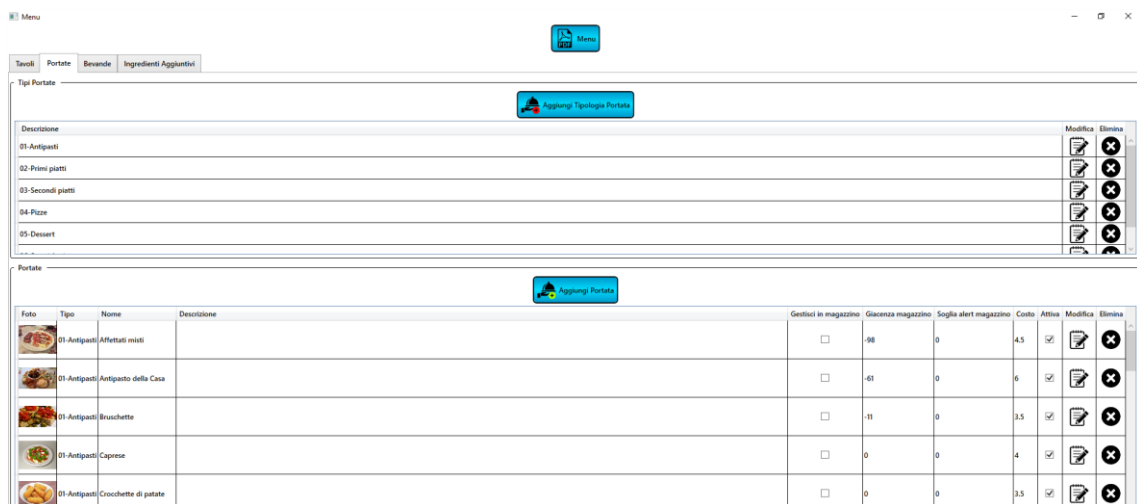 Menu
PDF Menu
Tavoli Portate Bevande Ingredienti Aggiuntivi
Tipi Portate
Aggiungi Tipologia Portata
Descrizione Modifica Elimina
01-Antipasti
02-Primi piatti
03-Secondi piatti
04-Pizze
05-Dessert
Portate
Aggiungi Portata
Foto Tipo Nome Descrizione Gestisci in magazzino Giacenza magazzino Soglia alert magazzino Costo Attiva Modifica Elimina
01-Antipasti Affettati misti -98 0 4.5
01-Antipasti Antipasto della Casa -61 0 6
01-Antipasti Bruschette -11 0 3.5
01-Antipasti Caprese 0 0 4
01-Antipasti Crocchette di patate 0 0 3.5